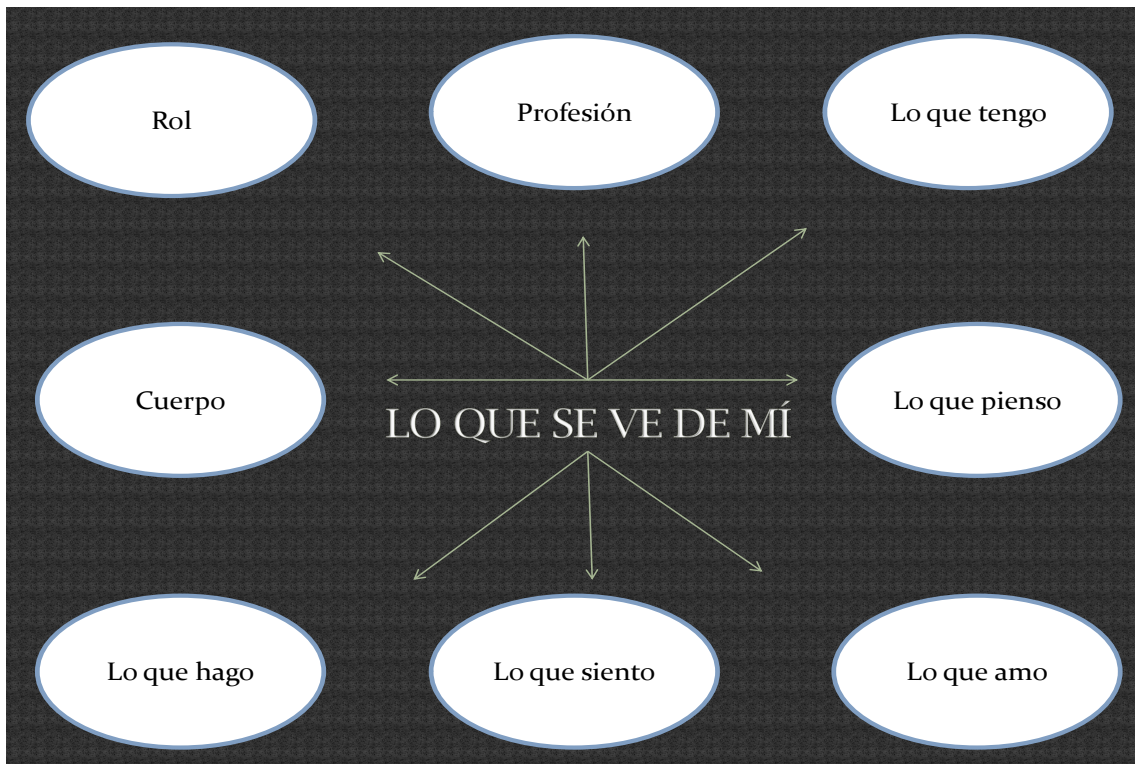 Rol
Profesión
Lo que tengo
Cuerpo
LO QUE SE VE DE MÍ
Lo que pienso
Lo que hago
Lo que siento
Lo que amo